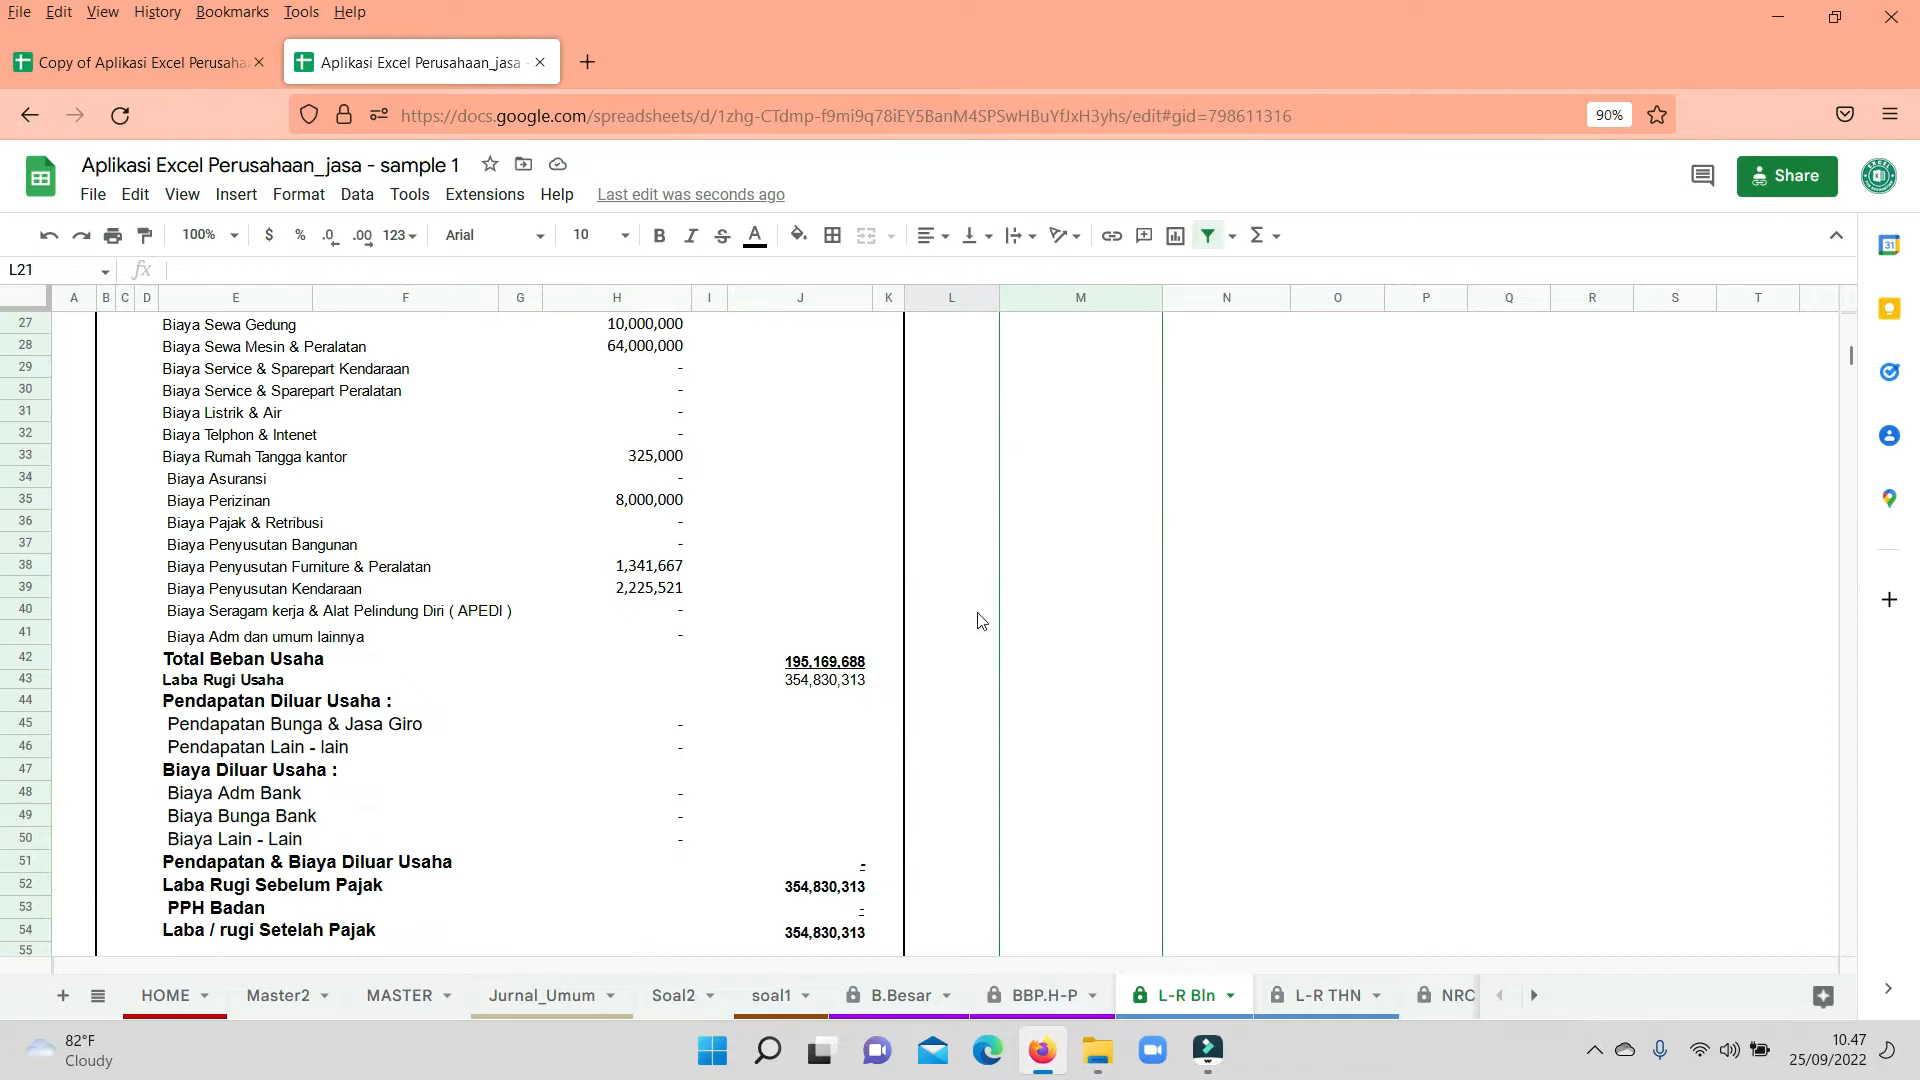 File Edit View History Bookmarks Tools Help
Copy of Aplikasi Excel Perusaha
Aplikasi Excel Perusahaan_jasa -
https://docs.google.com/spreadsheets/d/1zhg-CTdmp-f9mi9q78iEY5BanM4SPSwHBuYfJxH3yhs/edit#gid=798611316
90%
Aplikasi Excel Perusahaan_jasa - sample 1
Share
File Edit View Insert Format Data Tools Extensions Help Last edit was seconds ago
100% $ % .0 .00 123 Arial 10 B I S A Σ
31
L21 fx
A B C D E F G H I J K L M N O P Q R S T
27 Biaya Sewa Gedung 10,000,000
28 Biaya Sewa Mesin & Peralatan 64,000,000
29 Biaya Service & Sparepart Kendaraan -
30 Biaya Service & Sparepart Peralatan -
31 Biaya Listrik & Air -
32 Biaya Telphon & Intenet -
33 Biaya Rumah Tangga kantor 325,000
34 Biaya Asuransi -
35 Biaya Perizinan 8,000,000
36 Biaya Pajak & Retribusi -
37 Biaya Penyusutan Bangunan -
38 Biaya Penyusutan Furniture & Peralatan 1,341,667
39 Biaya Penyusutan Kendaraan 2,225,521
40 Biaya Seragam kerja & Alat Pelindung Diri ( APEDI ) -
41 Biaya Adm dan umum lainnya -
42 Total Beban Usaha 195,169,688
43 Laba Rugi Usaha 354,830,313
44 Pendapatan Diluar Usaha :
45 Pendapatan Bunga & Jasa Giro -
46 Pendapatan Lain - lain -
47 Biaya Diluar Usaha :
48 Biaya Adm Bank -
49 Biaya Bunga Bank -
50 Biaya Lain - Lain -
51 Pendapatan & Biaya Diluar Usaha -
52 Laba Rugi Sebelum Pajak 354,830,313
53 PPH Badan -
54 Laba / rugi Setelah Pajak 354,830,313
55
HOME Master2 MASTER Jurnal_Umum Soal2 soal1 B.Besar BBP.H-P L-R Bln L-R THN NRC
82°F
Cloudy
10.47
25/09/2022